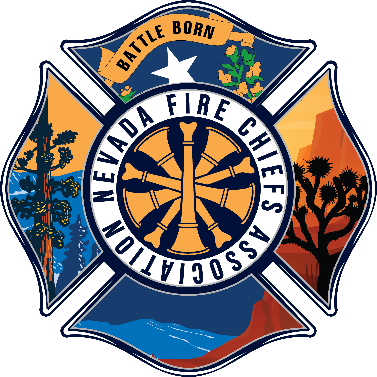 BATTLE BORN
NEVADA FIRE CHIEFS ASSOCIATION